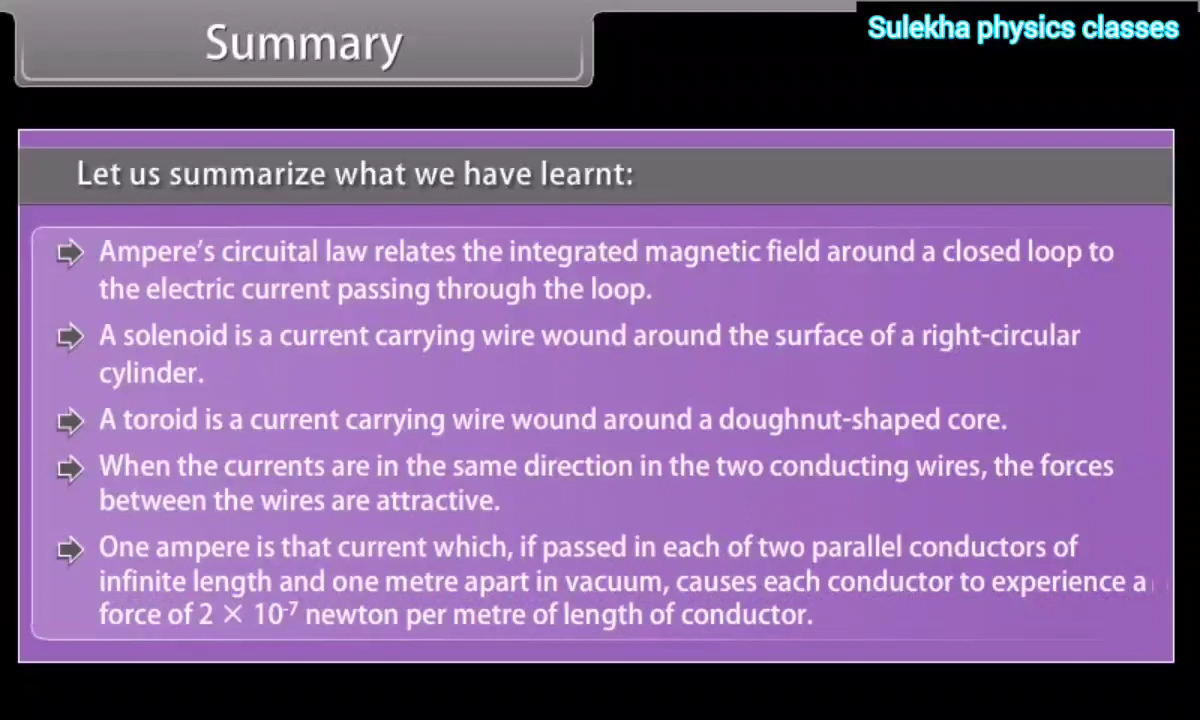 Summary
Sulekha physics classes
Let us summarize what we have learnt:
Ampere's circuital law relates the integrated magnetic field around a closed loop to
the electric current passing through the loop.
A solenoid is a current carrying wire wound around the surface of a right-circular
cylinder.
A toroid is a current carrying wire wound around a doughnut-shaped core.
When the currents are in the same direction in the two conducting wires, the forces
between the wires are attractive.
One ampere is that current which, if passed in each of two parallel conductors of
infinite length and one metre apart in vacuum, causes each conductor to experience a
force of 2 × 10⁻⁷ newton per metre of length of conductor.